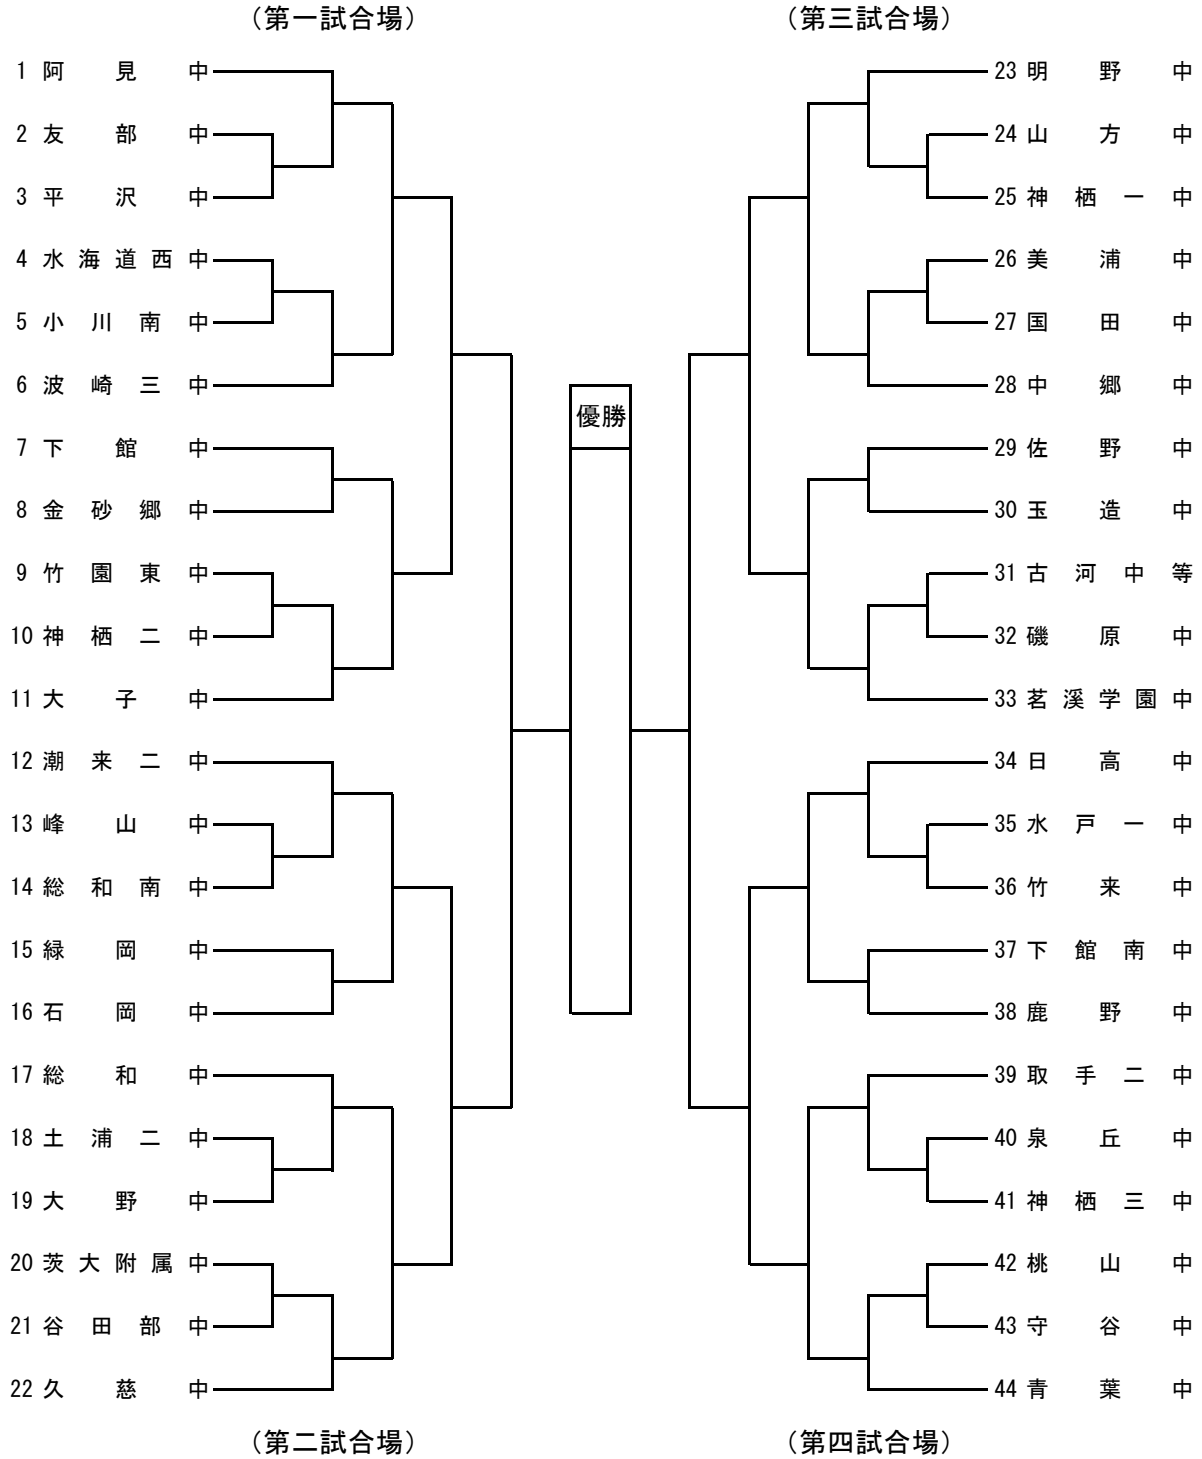 （第一試合場）
1 阿見中
2 友部中
3 平沢中
4 水海道西中
5 小川南中
6 波崎三中
7 下館中
8 金砂郷中
9 竹園東中
10 神栖二中
11 大子中
12 潮来二中
13 峰山中
14 総和南中
15 緑岡中
16 石岡中
17 総和中
18 土浦二中
19 大野中
20 茨大附属中
21 谷田部中
22 久慈中
（第二試合場）
優勝
（第三試合場）
23 明野中
24 山方中
25 神栖一中
26 美浦中
27 国田中
28 中郷中
29 佐野中
30 玉造中
31 古河中等
32 磯原中
33 茗溪学園中
34 日高中
35 水戸一中
36 竹来中
37 下館南中
38 鹿野中
39 取手二中
40 泉丘中
41 神栖三中
42 桃山中
43 守谷中
44 青葉中
（第四試合場）